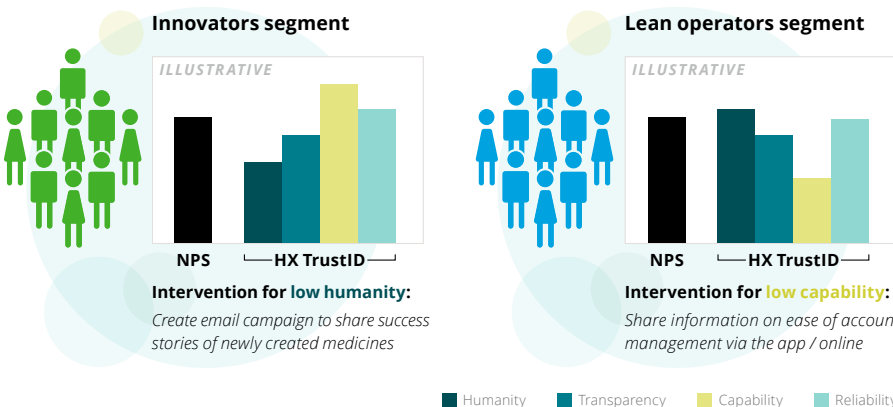 Innovators segment
ILLUSTRATIVE
NPS
HX TrustID
Intervention for low humanity:
Create email campaign to share success
stories of newly created medicines
Lean operators segment
ILLUSTRATIVE
NPS
HX TrustID
Intervention for low capability:
Share information on ease of accoun
management via the app / online
Humanity
Transparency
Capability
Reliability